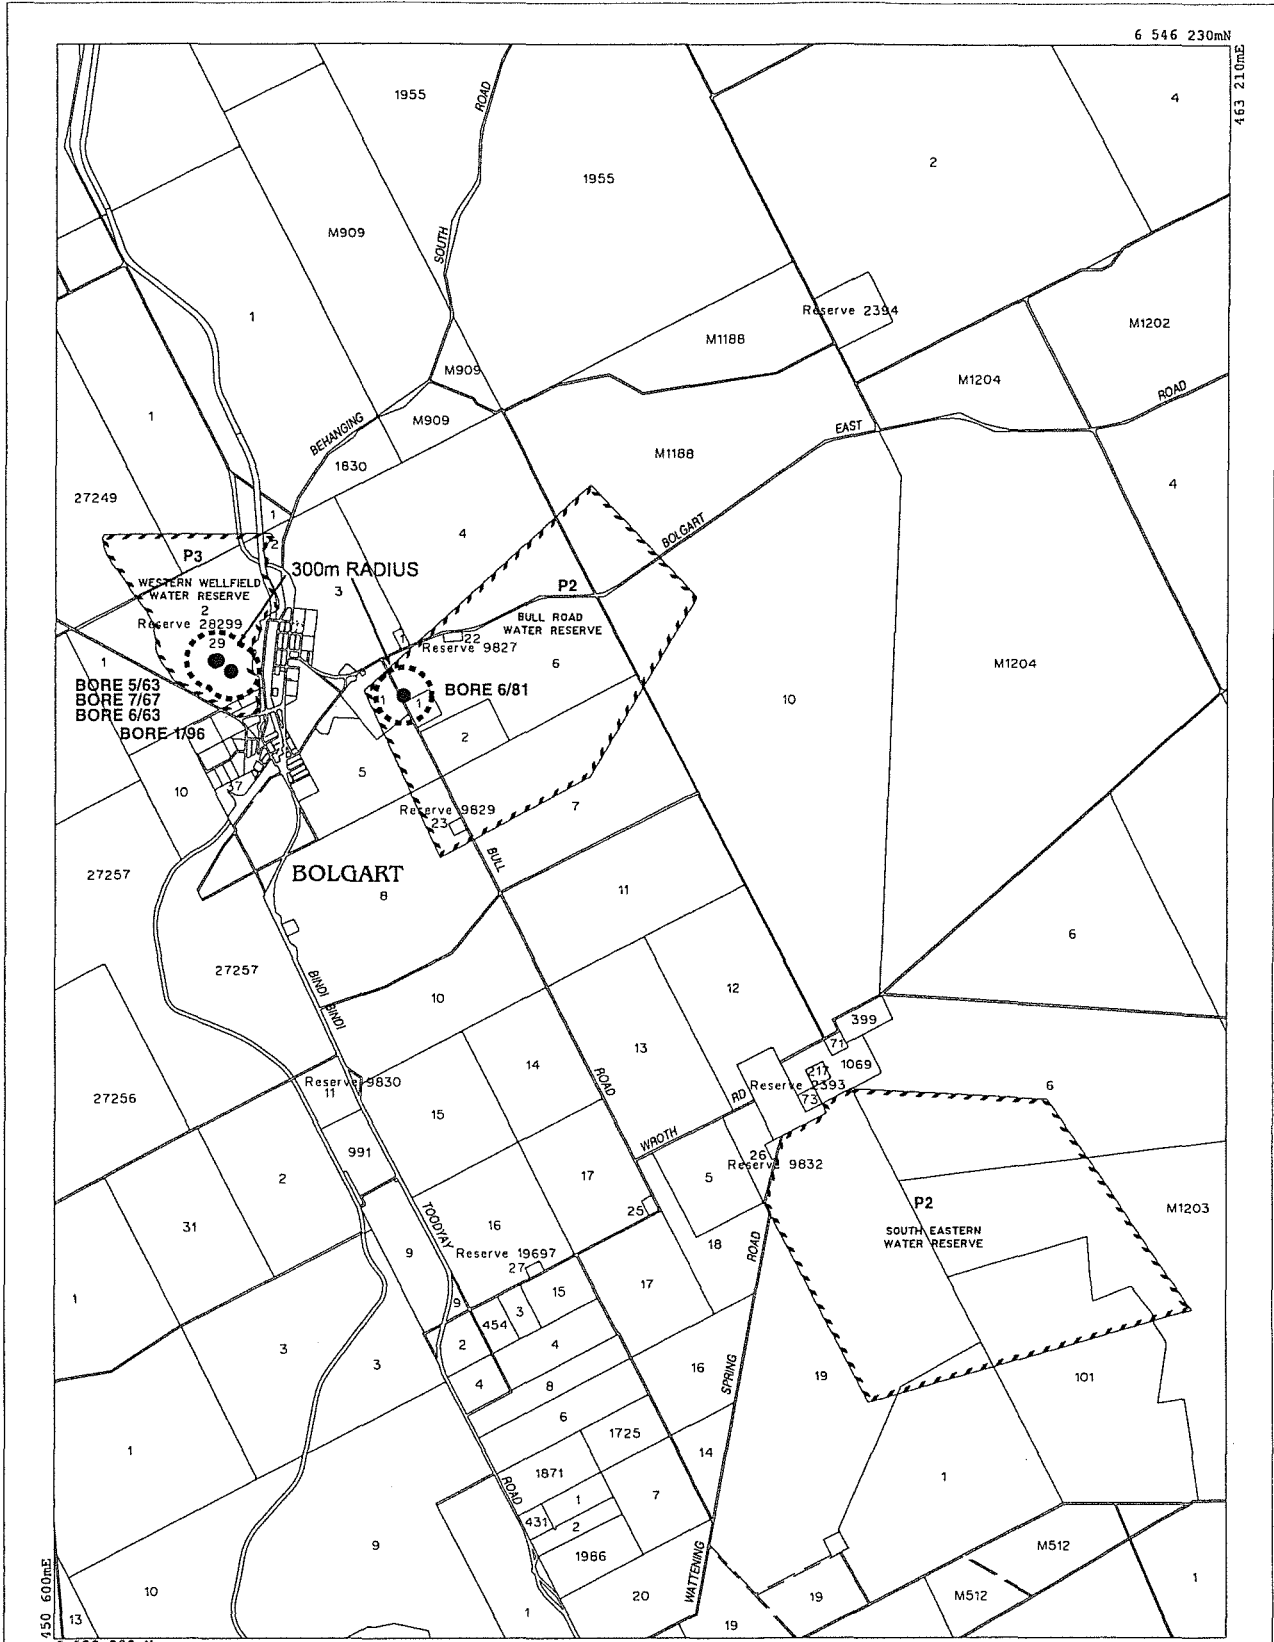 6 546 230mN
463 210mE
1955
ROAD
4
2
1955
M909
SOUTH
1
Reserve 2394
M1202
M1188
M909
M1204
ROAD
1
M909
BEHANGING
EAST
1830
M1188
27249
4
1
4
BOLGART
2
P3
300m RADIUS
WESTERN WELLFIELD
WATER RESERVE
3
P2
2
Reserve 28299
BULL ROAD
WATER RESERVE
29
1
22
Reserve 9827
1
6
M1204
BORE 5/63
BORE 7/67
BORE 6/63
BORE 6/81
1
1
10
BORE 1/96
2
5
10
37
7
Reserve 9829
23
BULL
27257
BOLGART
8
11
6
27257
BINDI
BINDI
10
12
399
13
71
14
ROAD
217
1069
Reserve 9830
11
Reserve 2393
6
27256
15
RD
73
WROTH
991
26
Reserve 9832
2
17
5
P2
M1203
31
TOODYAY
16
25
SOUTH EASTERN
WATER RESERVE
9
18
ROAD
Reserve 19697
27
1
9
15
17
3
454
2
4
3
3
16
SPRING
19
101
4
8
6
1
1725
14
1871
ROAD
1
7
1
431
2
9
M512
1986
450 600mE
WATTENING
10
20
19
M512
1
13
1
19